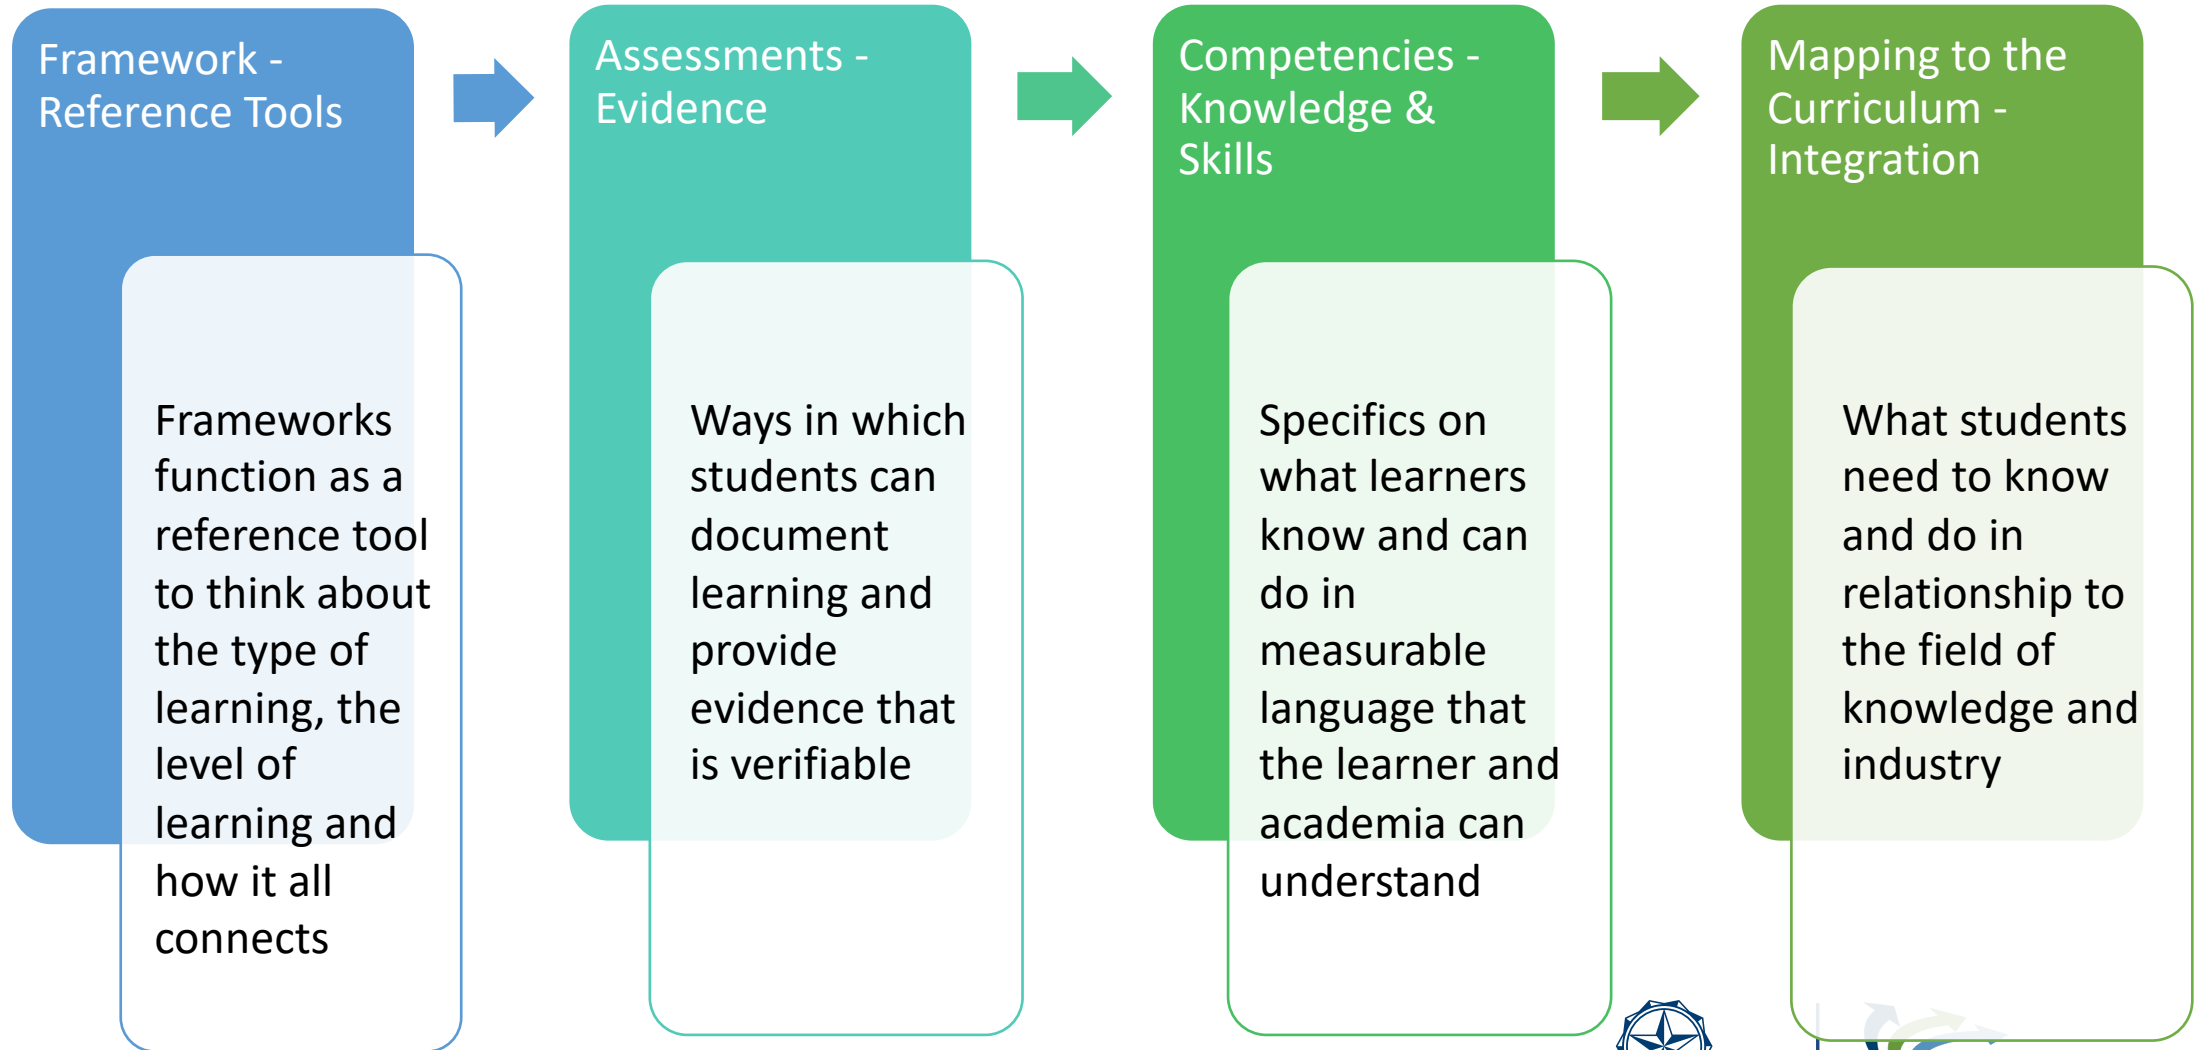 Framework -
Reference Tools
Frameworks
function as a
reference tool
to think about
the type of
learning, the
level of
learning and
how it all
connects
Assessments -
Evidence
Ways in which
students can
document
learning and
provide
evidence that
is verifiable
Competencies -
Knowledge &
Skills
Specifics on
what learners
know and can
do in
measurable
language that
the learner and
academia can
understand
Mapping to the
Curriculum -
Integration
What students
need to know
and do in
relationship to
the field of
knowledge and
industry